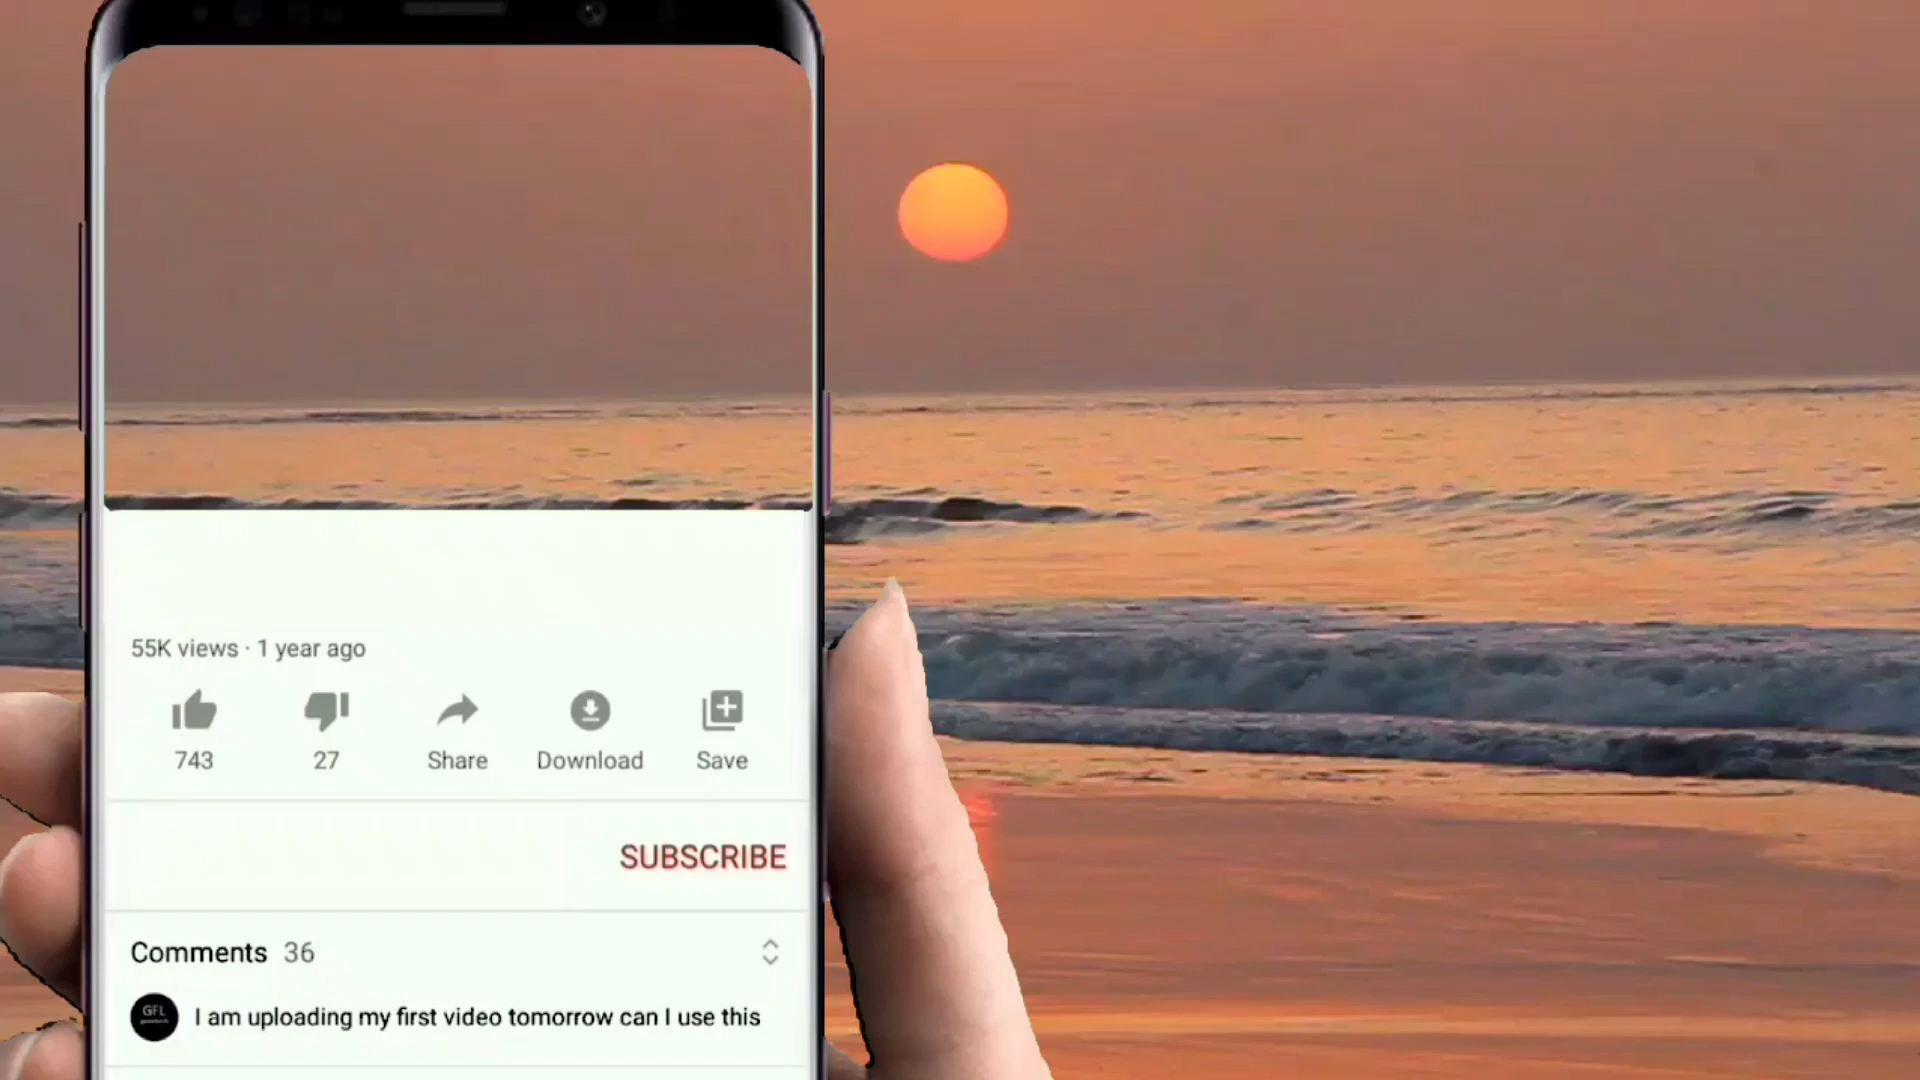 55K views · 1 year ago
743
27
Share
Download
Save
SUBSCRIBE
Comments 36
GFL
I am uploading my first video tomorrow can I use this